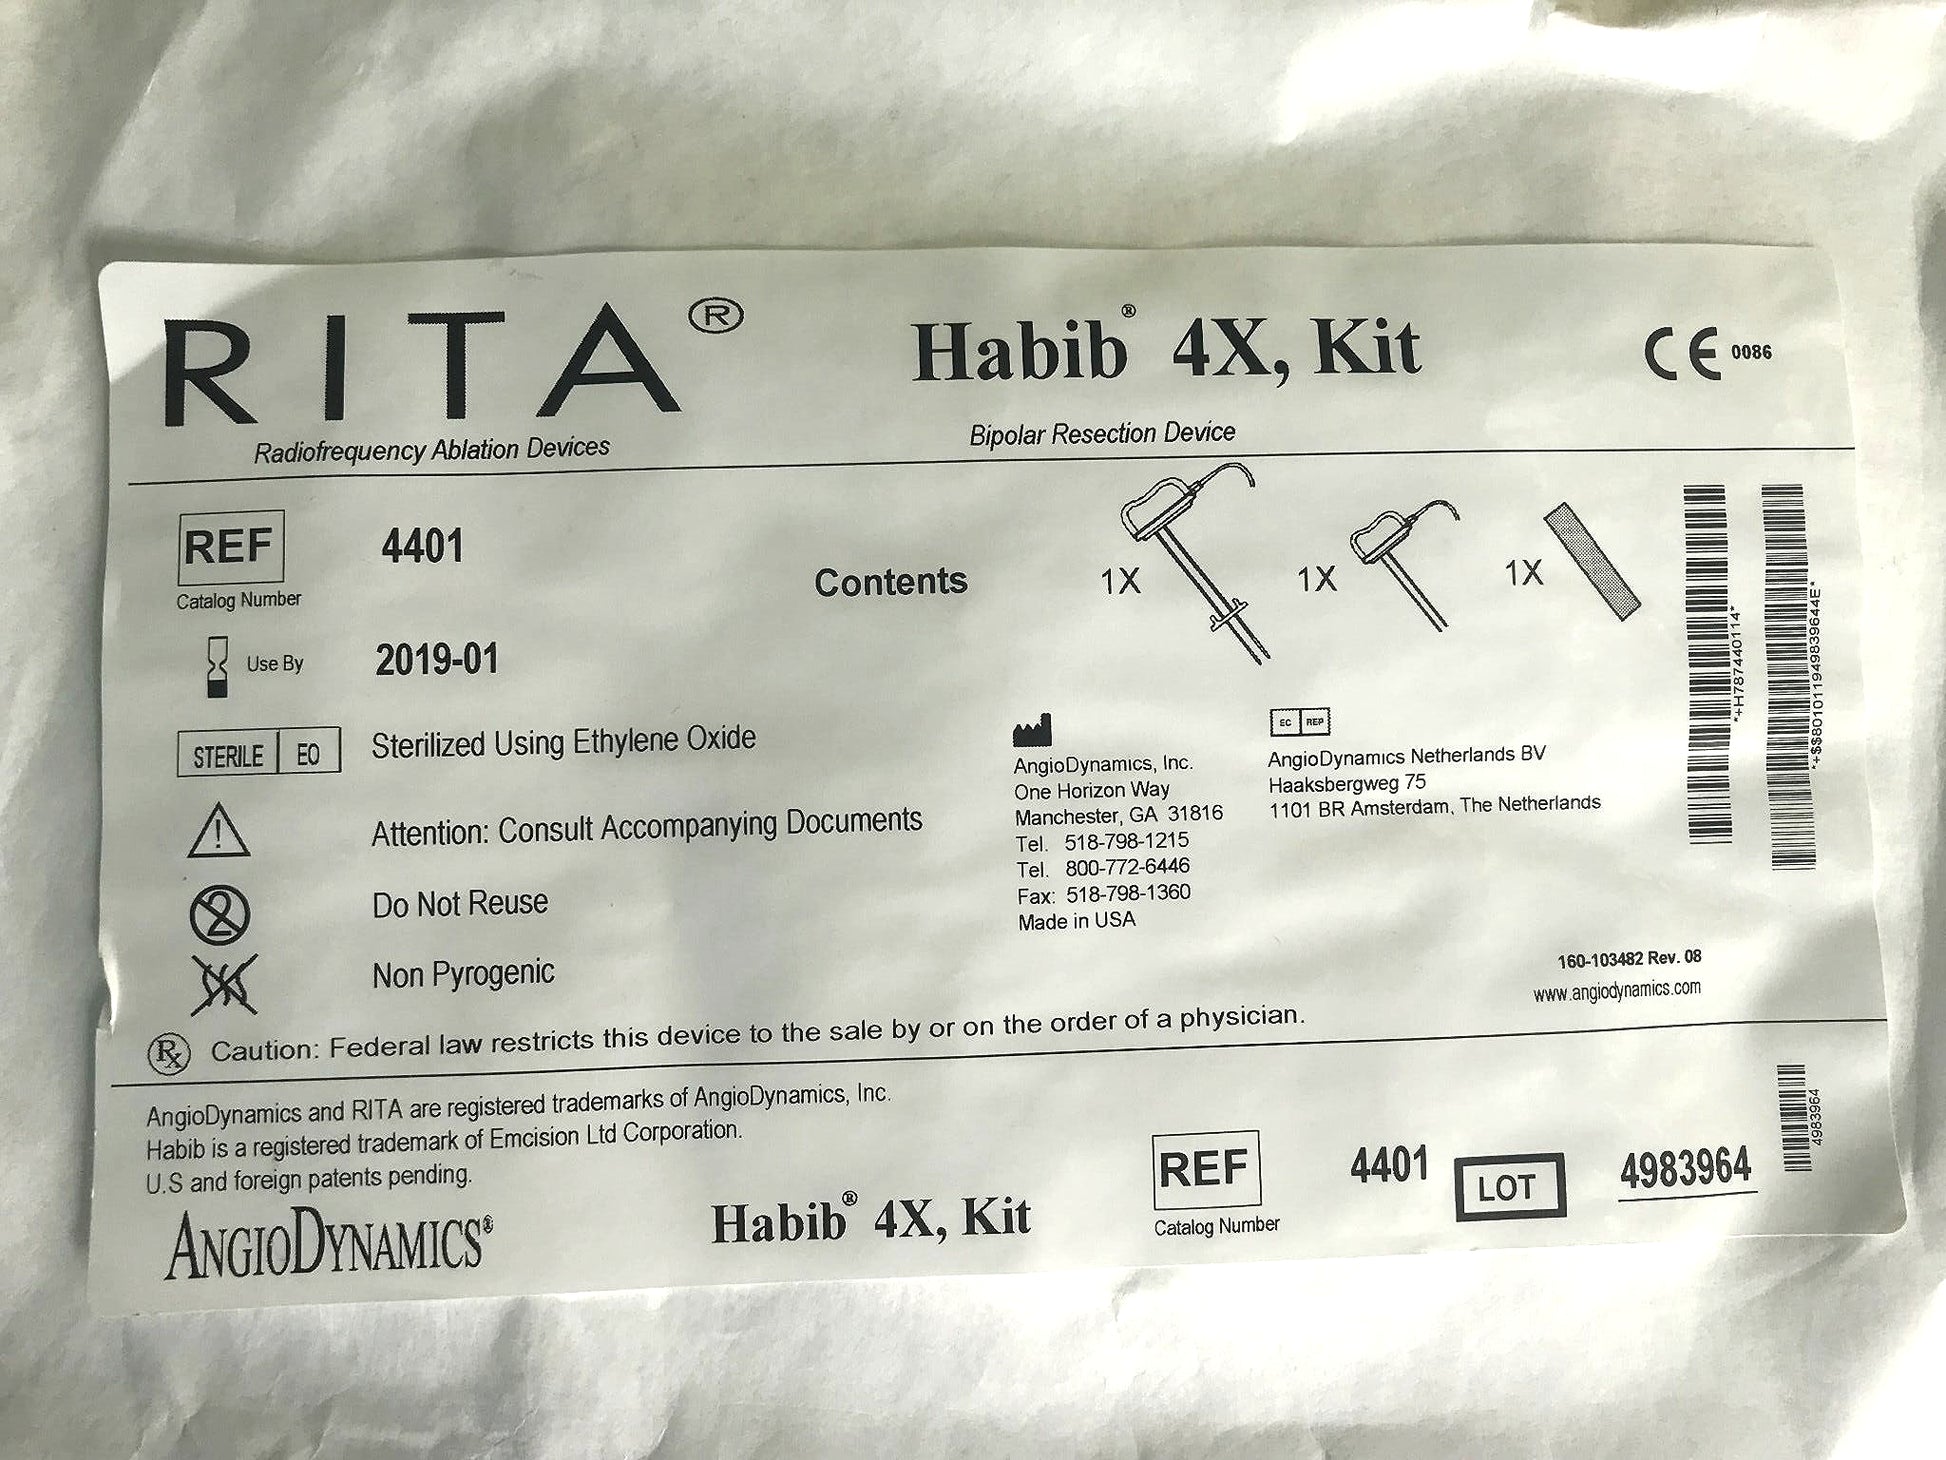 RITA®
Radiofrequency Ablation Devices
Habib® 4X, Kit
Bipolar Resection Device
CE 0086
REF 4401
Catalog Number
Use By 2019-01
STERILE EO Sterilized Using Ethylene Oxide
! Attention: Consult Accompanying Documents
2 Do Not Reuse
Non Pyrogenic
Contents 1X 1X 1X
AngioDynamics, Inc.
One Horizon Way
Manchester, GA 31816
Tel. 518-798-1215
Tel. 800-772-6446
Fax: 518-798-1360
Made in USA
EC REP
AngioDynamics Netherlands BV
Haaksbergweg 75
1101 BR Amsterdam, The Netherlands
*+H787440114*
*+$$801011949839644E*
160-103482 Rev. 08
www.angiodynamics.com
Rx Caution: Federal law restricts this device to the sale by or on the order of a physician.
AngioDynamics and RITA are registered trademarks of AngioDynamics, Inc.
Habib is a registered trademark of Emcision Ltd Corporation.
U.S and foreign patents pending.
ANGIODYNAMICS®
Habib® 4X, Kit
REF 4401 LOT 4983964
Catalog Number
4983964